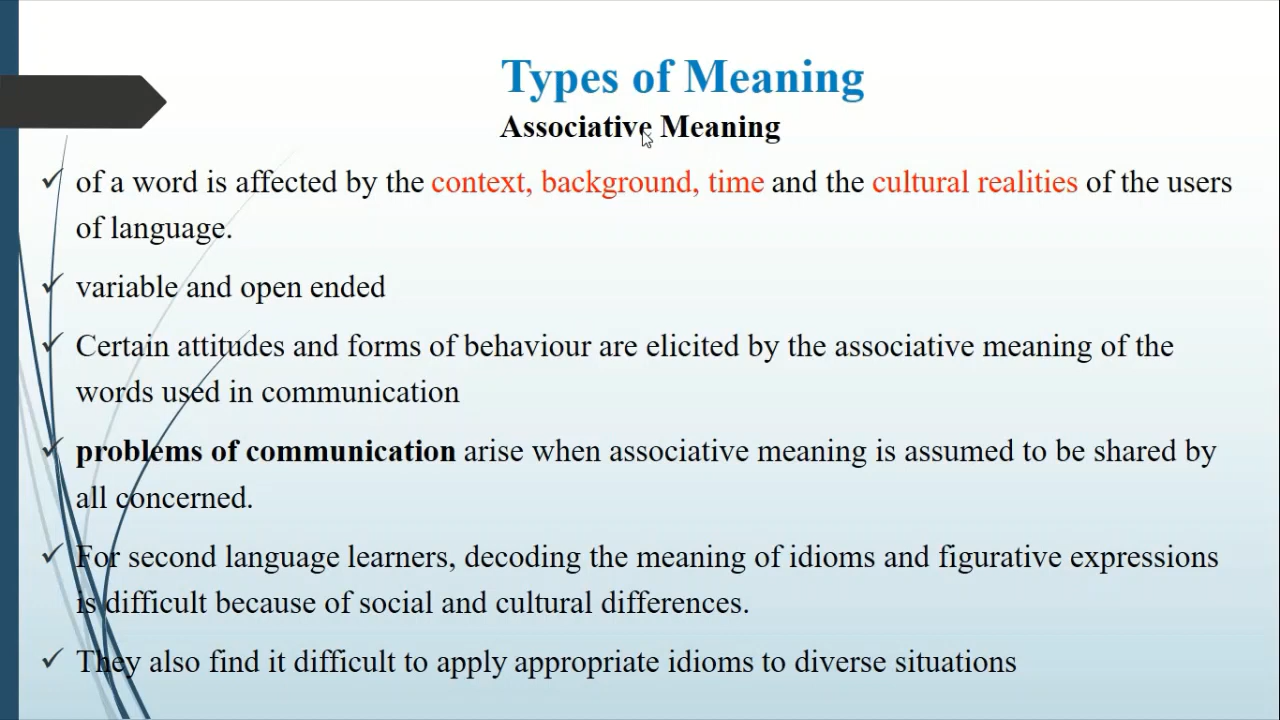 Types of Meaning
Associative Meaning
✓ of a word is affected by the context, background, time and the cultural realities of the users
of language.
✓ variable and open ended
✓ Certain attitudes and forms of behaviour are elicited by the associative meaning of the
words used in communication
✓ problems of communication arise when associative meaning is assumed to be shared by
all concerned.
✓ For second language learners, decoding the meaning of idioms and figurative expressions
is difficult because of social and cultural differences.
✓ They also find it difficult to apply appropriate idioms to diverse situations